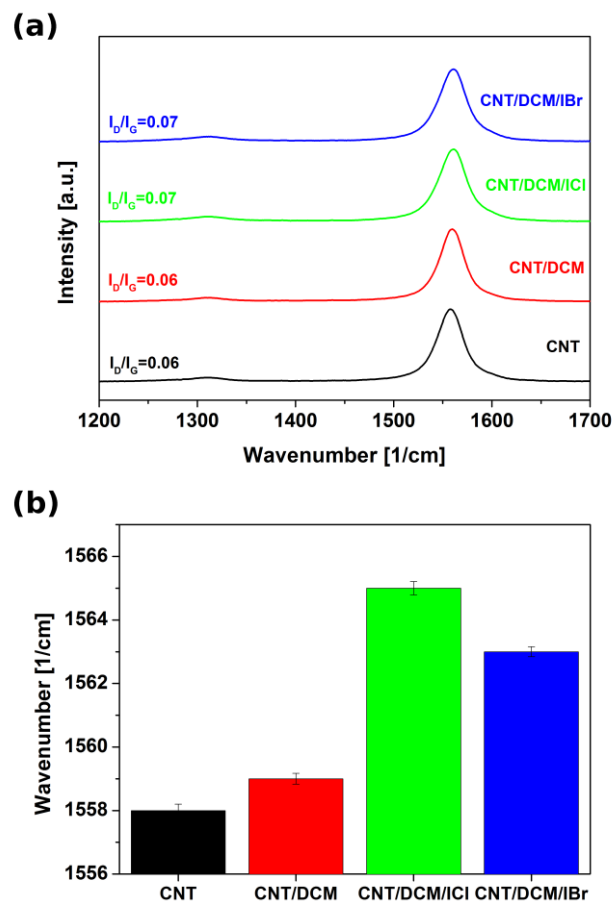 (a)
Intensity [a.u.]
I_D/I_G=0.07
CNT/DCM/IBr
I_D/I_G=0.07
CNT/DCM/ICl
I_D/I_G=0.06
CNT/DCM
I_D/I_G=0.06
CNT
1200 1300 1400 1500 1600 1700
Wavenumber [1/cm]
(b)
Wavenumber [1/cm]
1566
1564
1562
1560
1558
1556
CNT CNT/DCM CNT/DCM/ICl CNT/DCM/IBr